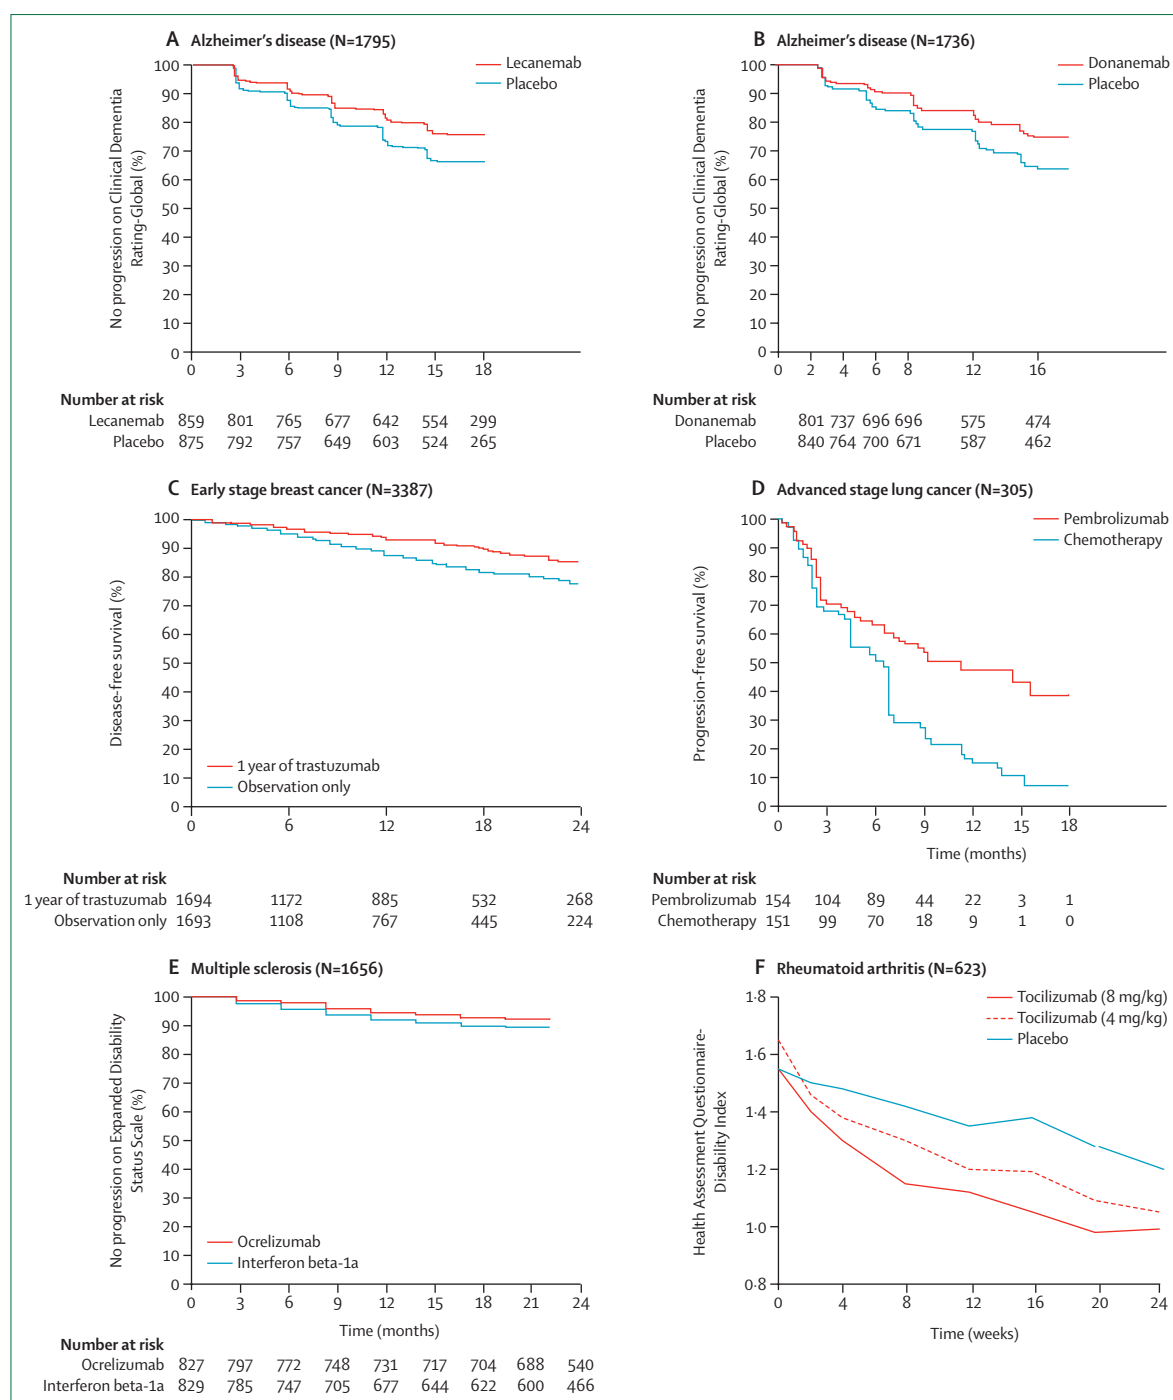 A Alzheimer's disease (N=1795)
Lecanemab
Placebo
No progression on Clinical Dementia
Rating-Global (%)
100
90
80
70
60
50
40
30
20
10
0
0 3 6 9 12 15 18
Number at risk
Lecanemab 859 801 765 677 642 554 299
Placebo 875 792 757 649 603 524 265
B Alzheimer's disease (N=1736)
Donanemab
Placebo
No progression on Clinical Dementia
Rating-Global (%)
100
90
80
70
60
50
40
30
20
10
0
0 2 4 6 8 12 16
Number at risk
Donanemab 801 737 696 696 575 474
Placebo 840 764 700 671 587 462
C Early stage breast cancer (N=3387)
Disease-free survival (%)
100
90
80
70
60
50
40
30
20
10
0
1 year of trastuzumab
Observation only
0 6 12 18 24
Number at risk
1 year of trastuzumab 1694 1172 885 532 268
Observation only 1693 1108 767 445 224
D Advanced stage lung cancer (N=305)
Pembrolizumab
Chemotherapy
Progression-free survival (%)
100
90
80
70
60
50
40
30
20
10
0
0 3 6 9 12 15 18
Time (months)
Number at risk
Pembrolizumab 154 104 89 44 22 3 1
Chemotherapy 151 99 70 18 9 1 0
E Multiple sclerosis (N=1656)
No progression on Expanded Disability
Status Scale (%)
100
90
80
70
60
50
40
30
20
10
0
Ocrelizumab
Interferon beta-1a
0 3 6 9 12 15 18 21 24
Time (months)
Number at risk
Ocrelizumab 827 797 772 748 731 717 704 688 540
Interferon beta-1a 829 785 747 705 677 644 622 600 466
F Rheumatoid arthritis (N=623)
Tocilizumab (8 mg/kg)
Tocilizumab (4 mg/kg)
Placebo
Health Assessment Questionnaire-
Disability Index
1·8
1·6
1·4
1·2
1·0
0·8
0 4 8 12 16 20 24
Time (weeks)